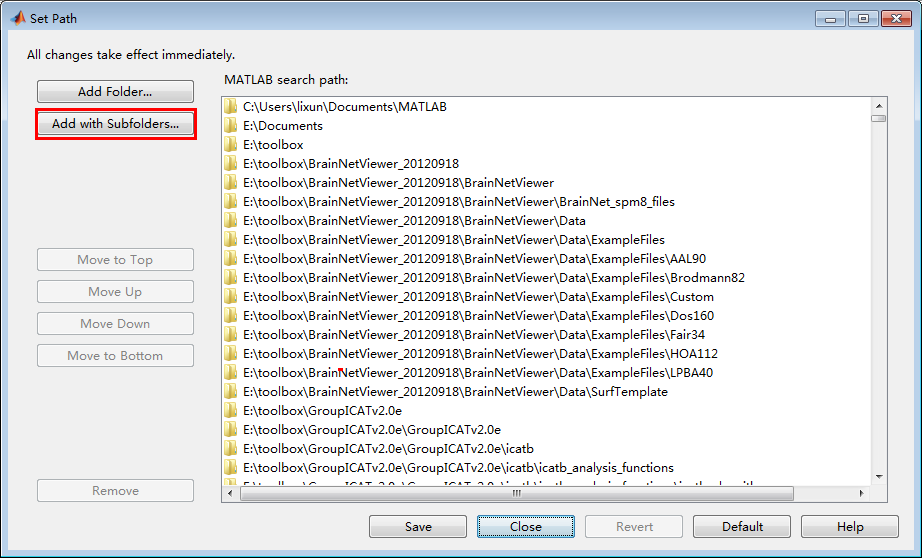 Set Path
All changes take effect immediately.
Add Folder...
Add with Subfolders...
Move to Top
Move Up
Move Down
Move to Bottom
Remove
MATLAB search path:
C:\Users\lixun\Documents\MATLAB
E:\Documents
E:\toolbox
E:\toolbox\BrainNetViewer_20120918
E:\toolbox\BrainNetViewer_20120918\BrainNetViewer
E:\toolbox\BrainNetViewer_20120918\BrainNetViewer\BrainNet_spm8_files
E:\toolbox\BrainNetViewer_20120918\BrainNetViewer\Data
E:\toolbox\BrainNetViewer_20120918\BrainNetViewer\Data\ExampleFiles
E:\toolbox\BrainNetViewer_20120918\BrainNetViewer\Data\ExampleFiles\AAL90
E:\toolbox\BrainNetViewer_20120918\BrainNetViewer\Data\ExampleFiles\Brodmann82
E:\toolbox\BrainNetViewer_20120918\BrainNetViewer\Data\ExampleFiles\Custom
E:\toolbox\BrainNetViewer_20120918\BrainNetViewer\Data\ExampleFiles\Dos160
E:\toolbox\BrainNetViewer_20120918\BrainNetViewer\Data\ExampleFiles\Fair34
E:\toolbox\BrainNetViewer_20120918\BrainNetViewer\Data\ExampleFiles\HOA112
E:\toolbox\BrainNetViewer_20120918\BrainNetViewer\Data\ExampleFiles\LPBA40
E:\toolbox\BrainNetViewer_20120918\BrainNetViewer\Data\SurfTemplate
E:\toolbox\GroupICATv2.0e
E:\toolbox\GroupICATv2.0e\GroupICATv2.0e
E:\toolbox\GroupICATv2.0e\GroupICATv2.0e\icatb
E:\toolbox\GroupICATv2.0e\GroupICATv2.0e\icatb\icatb_analysis_functions
Save
Close
Revert
Default
Help